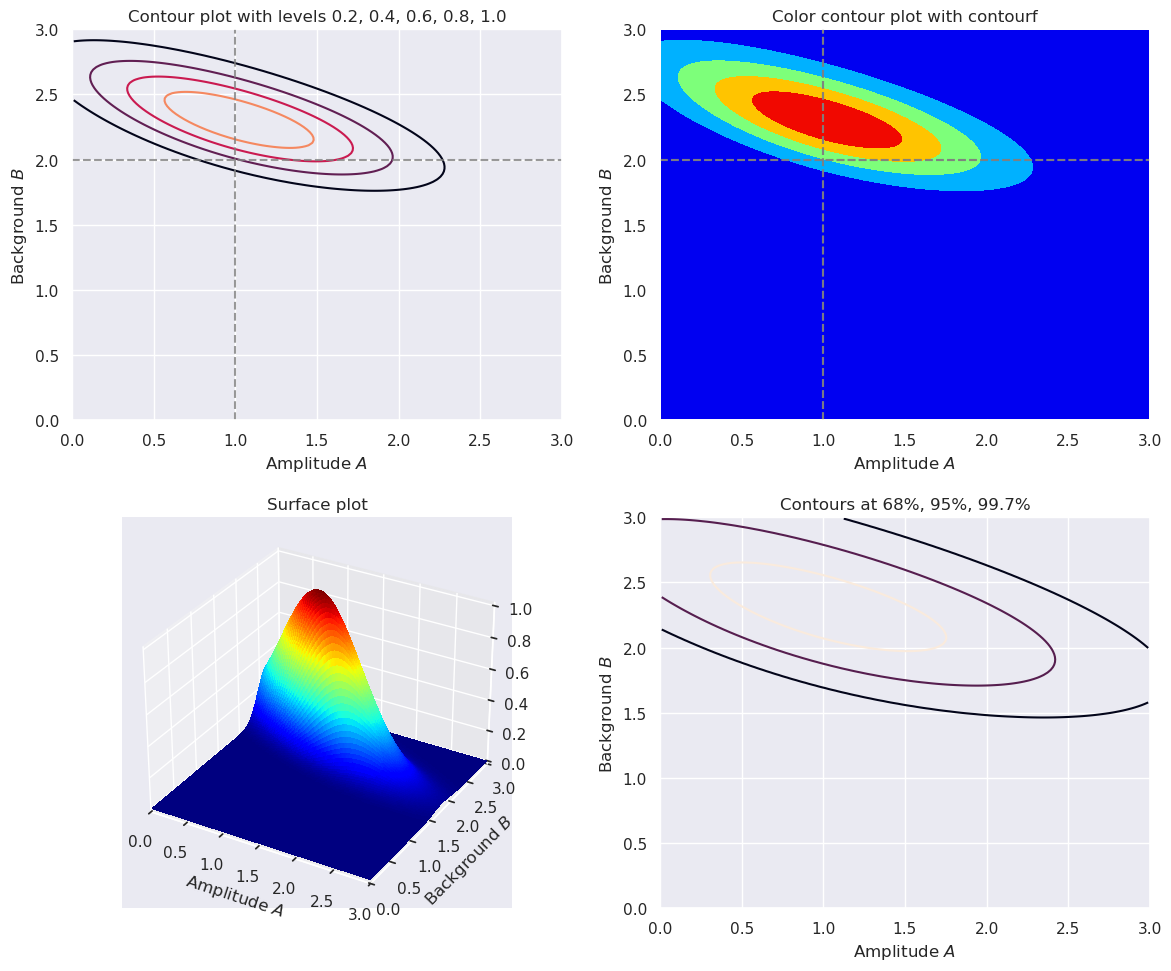 Contour plot with levels 0.2, 0.4, 0.6, 0.8, 1.0
3.0
2.5
2.0
1.5
1.0
0.5
0.0
Background B
0.0 0.5 1.0 1.5 2.0 2.5 3.0
Amplitude A
Color contour plot with contourf
3.0
2.5
2.0
1.5
1.0
0.5
0.0
Background B
0.0 0.5 1.0 1.5 2.0 2.5 3.0
Amplitude A
Surface plot
1.0
0.8
0.6
0.4
0.2
0.0
3.0
2.5
2.0
1.5
1.0
0.5
0.0
Background B
0.0 0.5 1.0 1.5 2.0 2.5 3.0
Amplitude A
Contours at 68%, 95%, 99.7%
3.0
2.5
2.0
1.5
1.0
0.5
0.0
Background B
0.0 0.5 1.0 1.5 2.0 2.5 3.0
Amplitude A